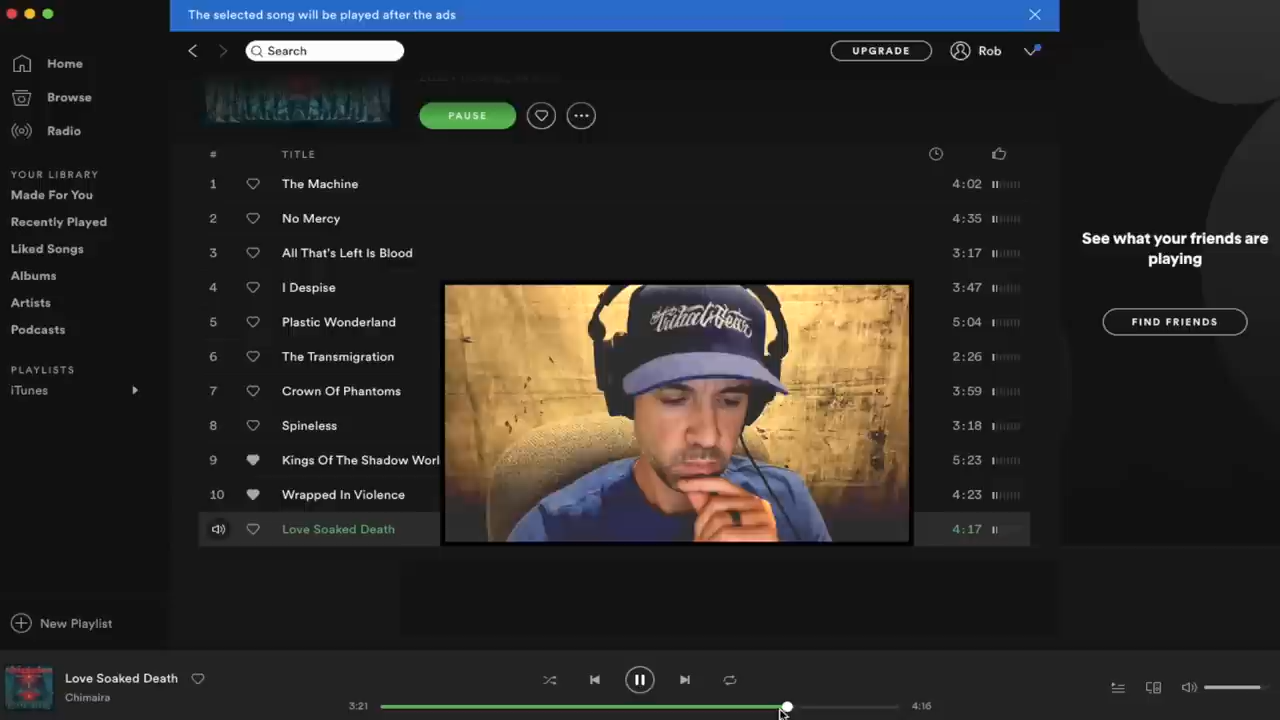 The selected song will be played after the ads
Search
UPGRADE
Rob
Home
Browse
Radio
YOUR LIBRARY
Made For You
Recently Played
Liked Songs
Albums
Artists
Podcasts
PLAYLISTS
iTunes
New Playlist
PAUSE
# TITLE
1 The Machine 4:02
2 No Mercy 4:35
3 All That's Left Is Blood 3:17
4 I Despise 3:47
5 Plastic Wonderland 5:04
6 The Transmigration 2:26
7 Crown Of Phantoms 3:59
8 Spineless 3:18
9 Kings Of The Shadow Worl 5:23
10 Wrapped In Violence 4:23
Love Soaked Death 4:17
See what your friends are
playing
FIND FRIENDS
Love Soaked Death
Chimaira
3:21
4:16